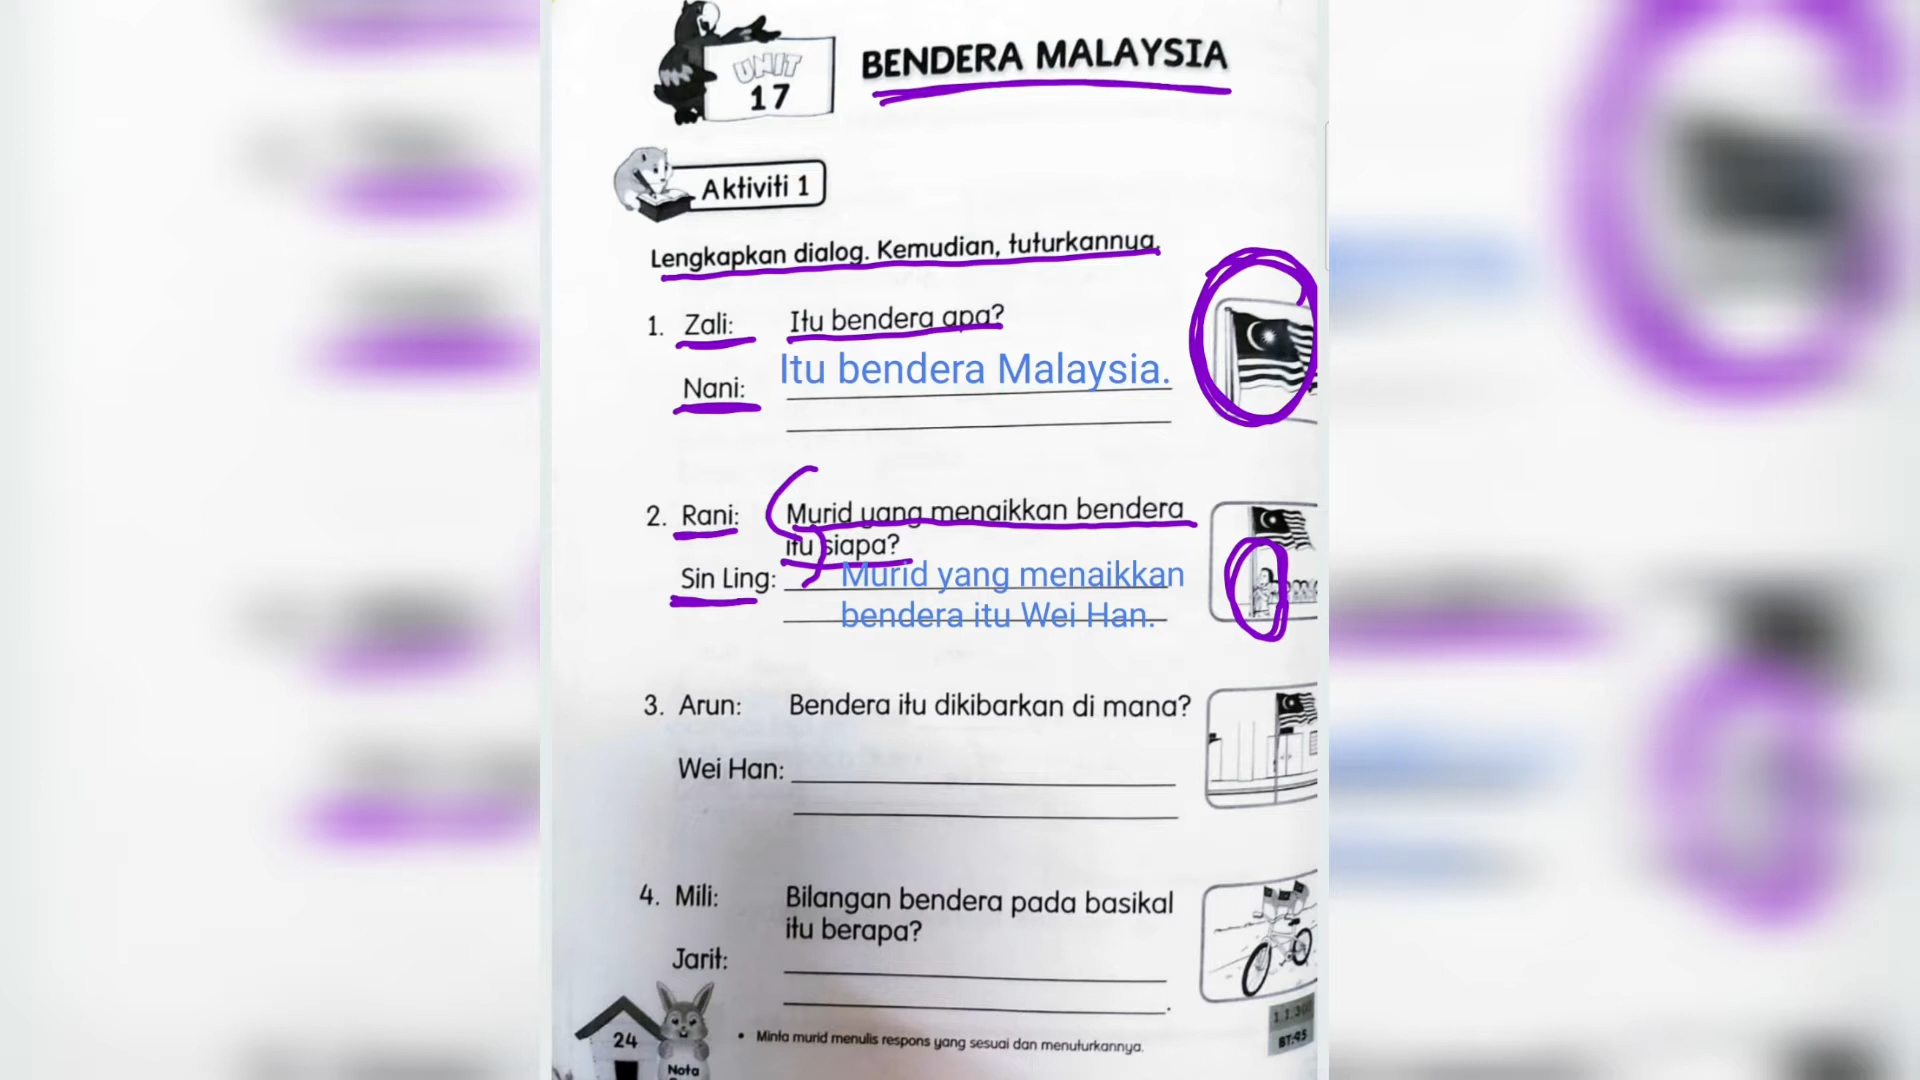 UNIT
17
BENDERA MALAYSIA
Aktiviti 1
Lengkapkan dialog. Kemudian, tuturkannya.
1. Zali: Itu bendera apa?
Nani: Itu bendera Malaysia.
2. Rani: Murid yang menaikkan bendera
itu siapa?
Sin Ling: Murid yang menaikkan
bendera itu Wei Han.
3. Arun: Bendera itu dikibarkan di mana?
Wei Han:
4. Mili: Bilangan bendera pada basikal
itu berapa?
Jarit:
24
Nota
• Minta murid menulis respons yang sesuai dan menuturkannya.
BT:95